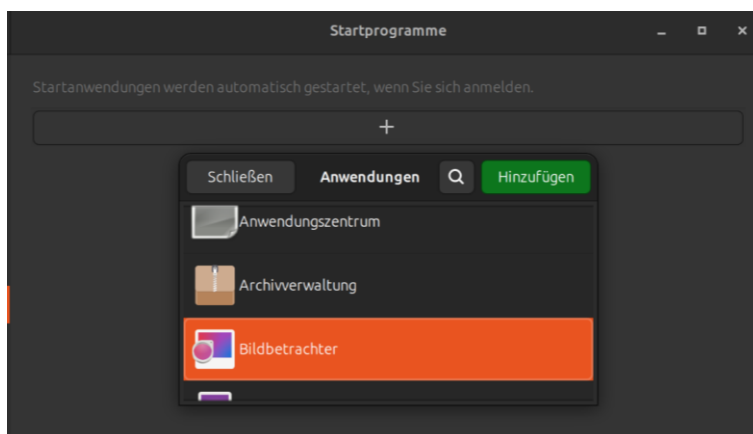 Startprogramme
Startanwendungen werden automatisch gestartet, wenn Sie sich anmelden.
+
Schließen Anwendungen Hinzufügen
Anwendungszentrum
Archivverwaltung
Bildbetrachter